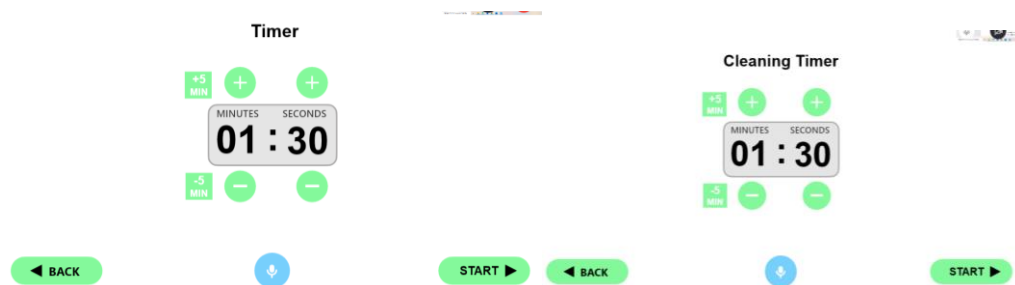 Timer
+5
MIN
MINUTES SECONDS
01 : 30
-5
MIN
BACK
START
Cleaning Timer
+5
MIN
MINUTES SECONDS
01 : 30
-5
MIN
BACK
START